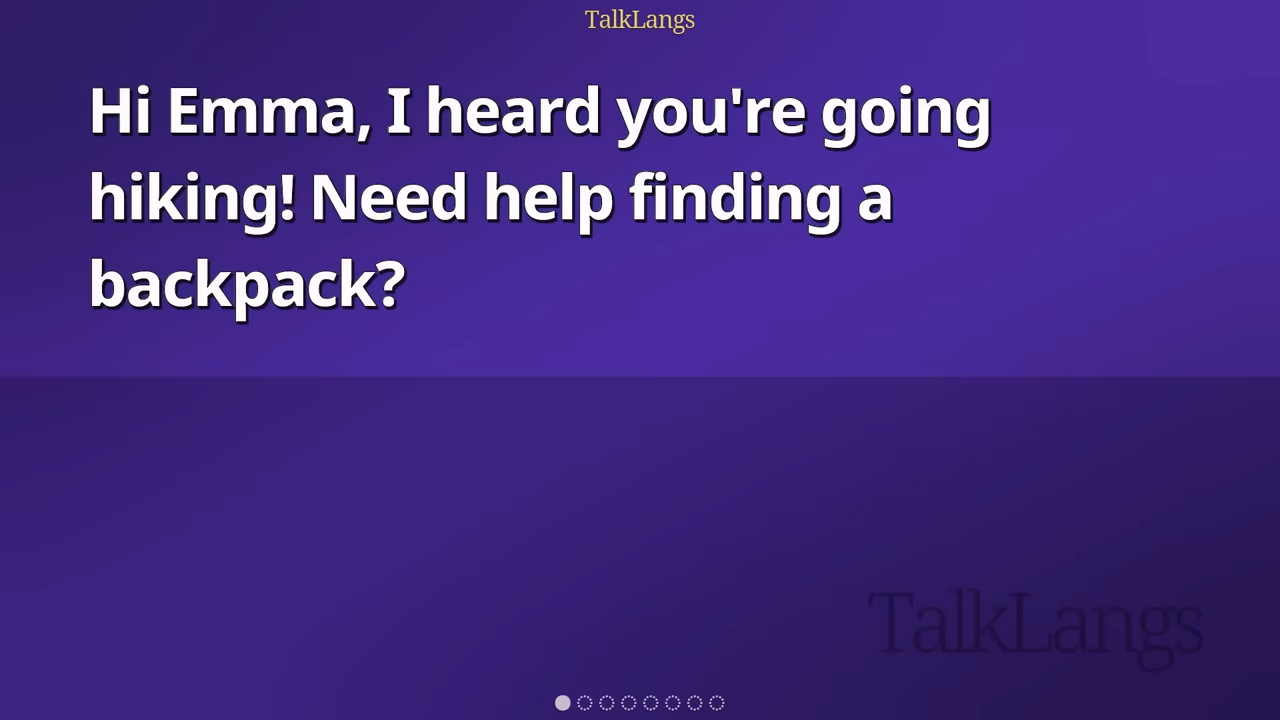 TalkLangs
Hi Emma, I heard you're going
hiking! Need help finding a
backpack?
TalkLangs